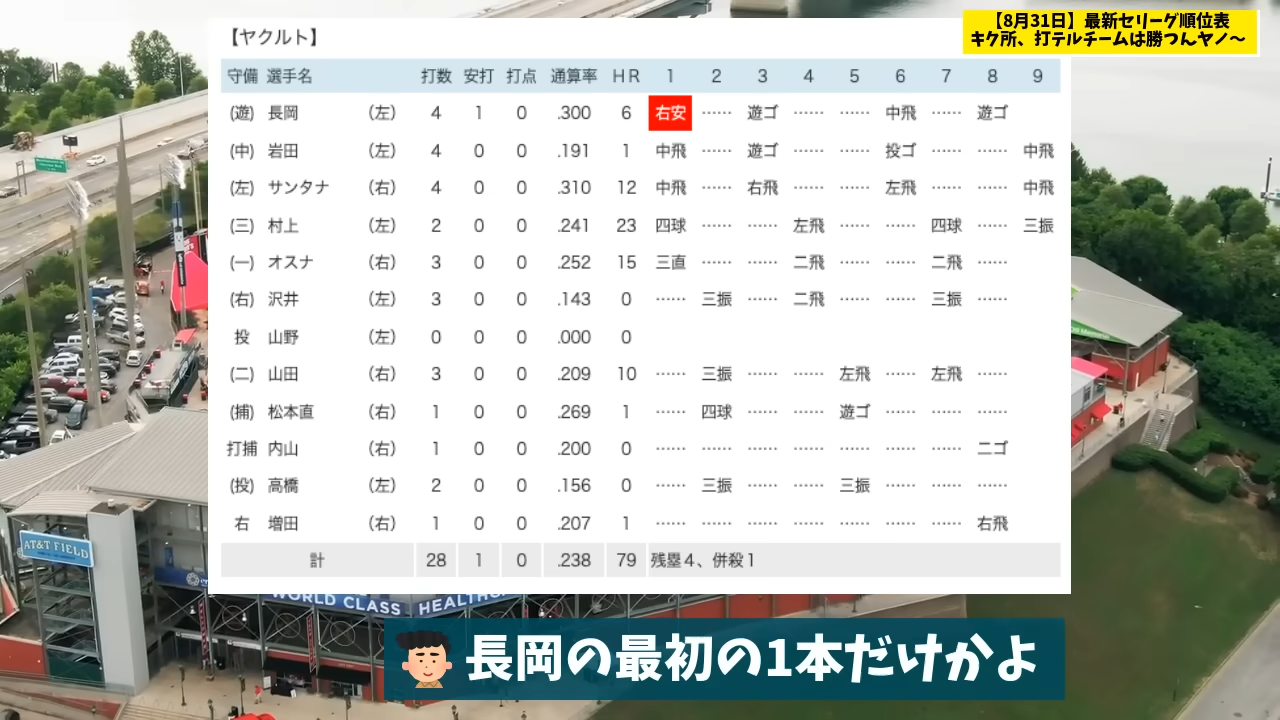 【8月31日】最新セリーグ順位表
キク所、打テルチームは勝つんヤノ〜
【ヤクルト】
守備 選手名 打数 安打 打点 通算率 HR 1 2 3 4 5 6 7 8 9
(遊) 長岡 (左) 4 1 0 .300 6 右安 …… 遊ゴ …… …… 中飛 …… 遊ゴ
(中) 岩田 (左) 4 0 0 .191 1 中飛 …… 遊ゴ …… …… 投ゴ …… …… 中飛
(左) サンタナ (右) 4 0 0 .310 12 中飛 …… 右飛 …… …… 左飛 …… …… 中飛
(三) 村上 (左) 2 0 0 .241 23 四球 …… …… 左飛 …… …… 四球 …… 三振
(一) オスナ (右) 3 0 0 .252 15 三直 …… …… 二飛 …… …… 二飛 ……
(右) 沢井 (左) 3 0 0 .143 0 …… 三振 …… 二飛 …… …… 三振 ……
投 山野 (左) 0 0 0 .000 0
(二) 山田 (右) 3 0 0 .209 10 …… 三振 …… …… 左飛 …… 左飛 ……
(捕) 松本直 (右) 1 0 0 .269 1 …… 四球 …… …… 遊ゴ …… …… ……
打捕 内山 (右) 1 0 0 .200 0 …… …… …… …… …… …… …… 二ゴ
(投) 高橋 (左) 2 0 0 .156 0 …… 三振 …… …… 三振 …… …… ……
右 増田 (右) 1 0 0 .207 1 …… …… …… …… …… …… …… 右飛
計 28 1 0 .238 79 残塁4、併殺1
AT&T FIELD
WORLD CLASS HEALTHC
長岡の最初の1本だけかよ